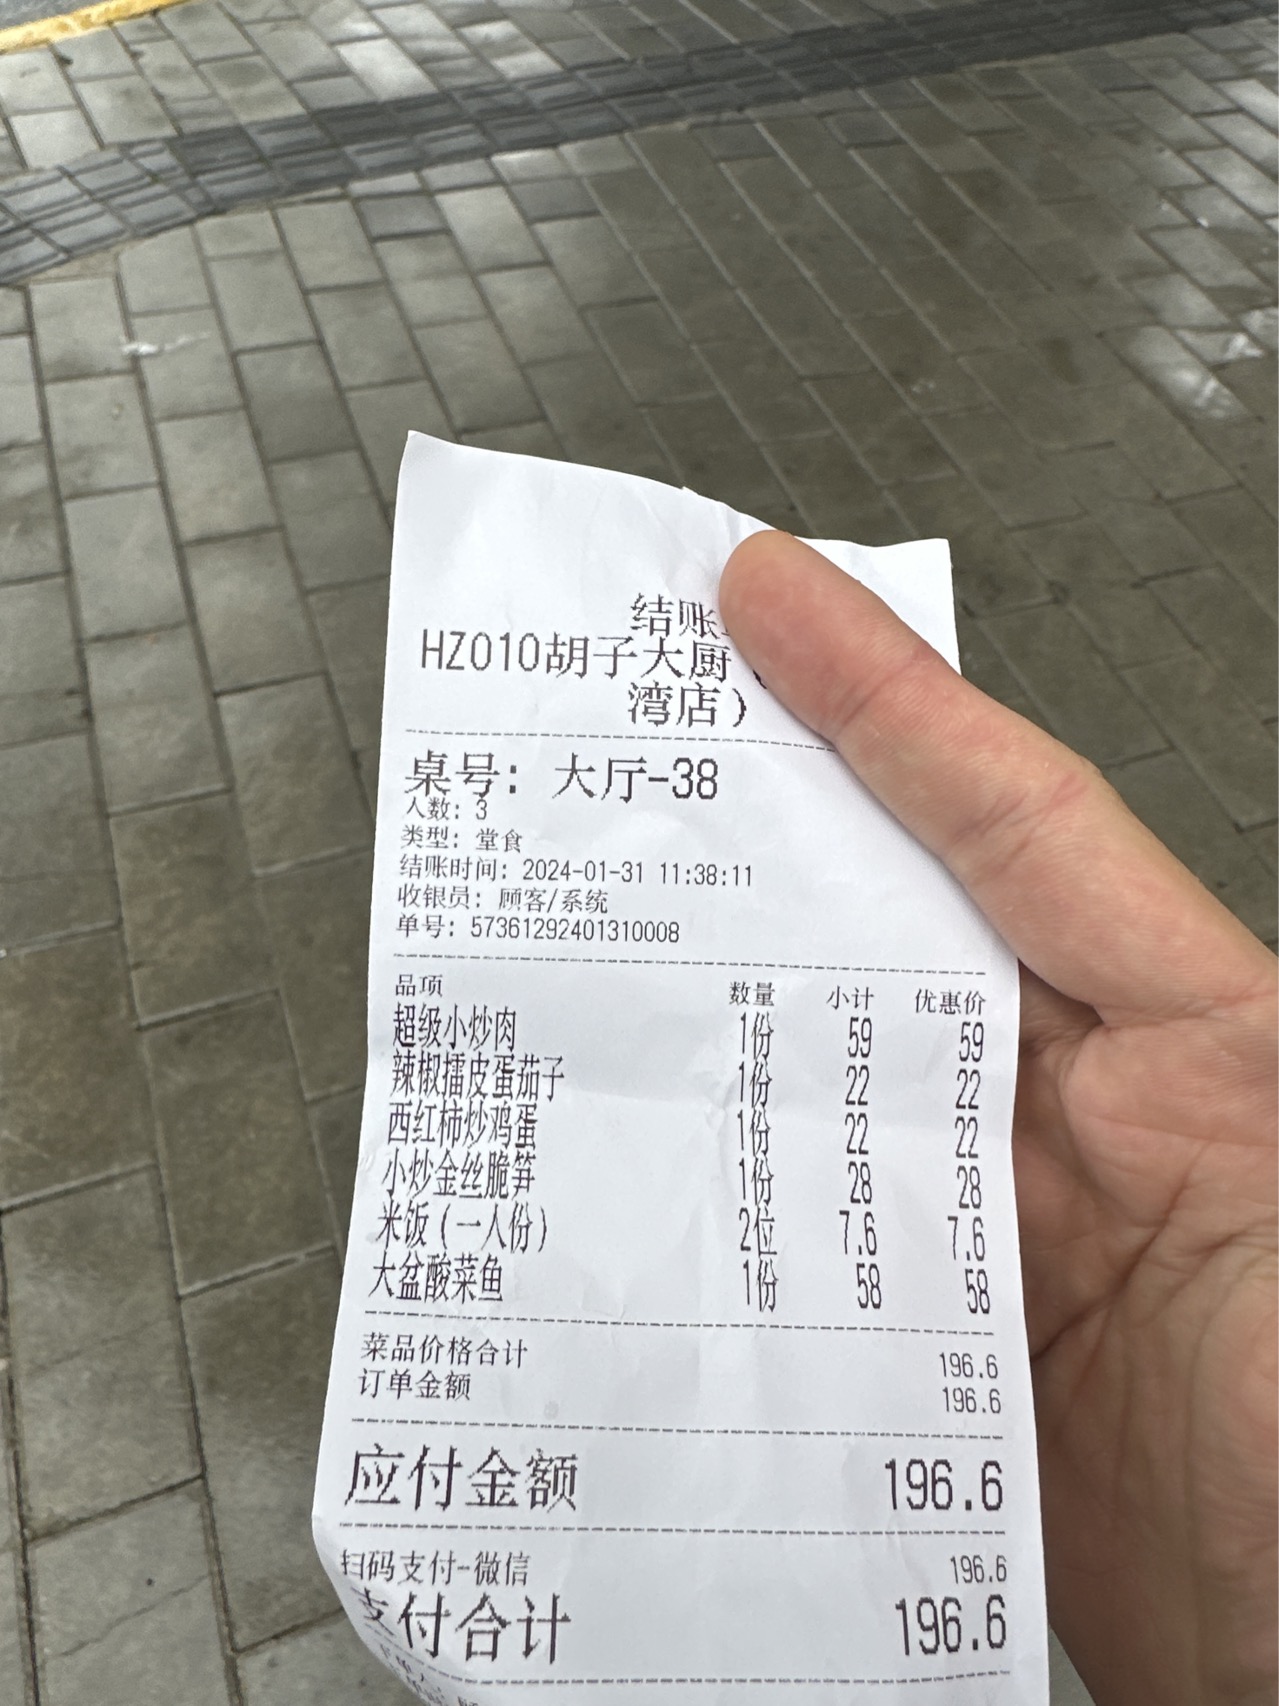 结账
HZ010胡子大厨
湾店)
桌号: 大厅-38
人数: 3
类型: 堂食
结账时间: 2024-01-31 11:38:11
收银员: 顾客/系统
单号: 57361292401310008
品项 数量 小计 优惠价
超级小炒肉 1份 59 59
辣椒擂皮蛋茄子 1份 22 22
西红柿炒鸡蛋 1份 22 22
小炒金丝脆笋 1份 28 28
米饭(一人份) 2位 7.6 7.6
大盆酸菜鱼 1份 58 58
菜品价格合计 196.6
订单金额 196.6
应付金额 196.6
扫码支付-微信 196.6
支付合计 196.6